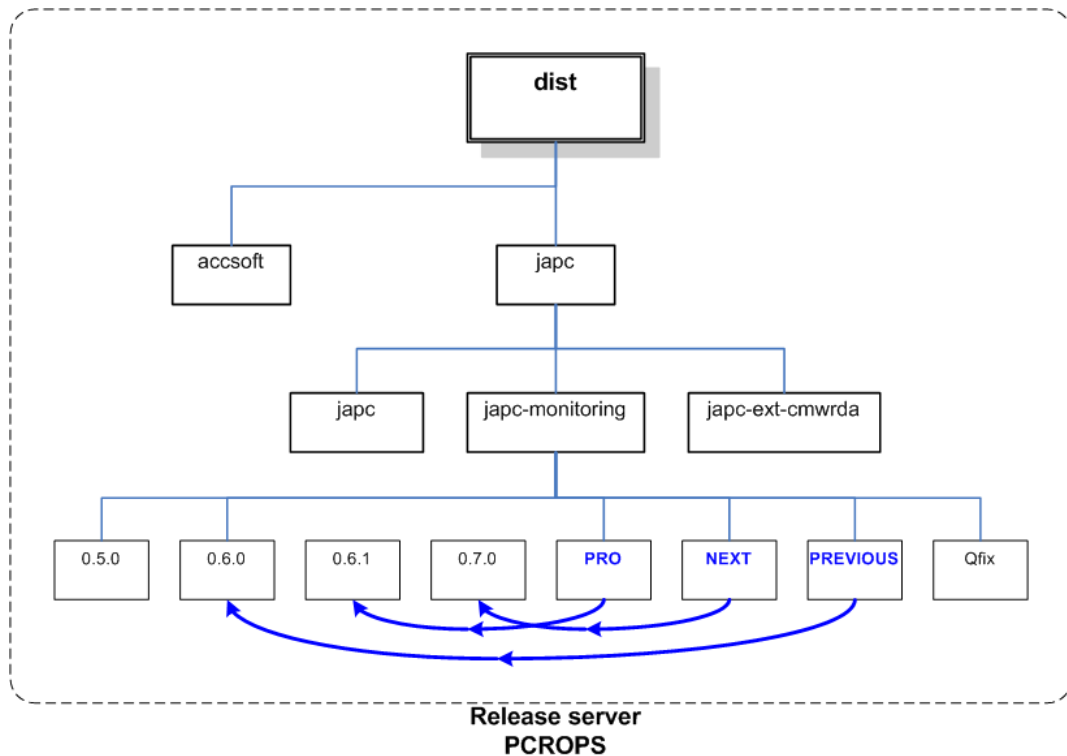 dist
accsoft
japc
japc
japc-monitoring
japc-ext-cmwrda
0.5.0
0.6.0
0.6.1
0.7.0
PRO
NEXT
PREVIOUS
Qfix
Release server
PCROPS